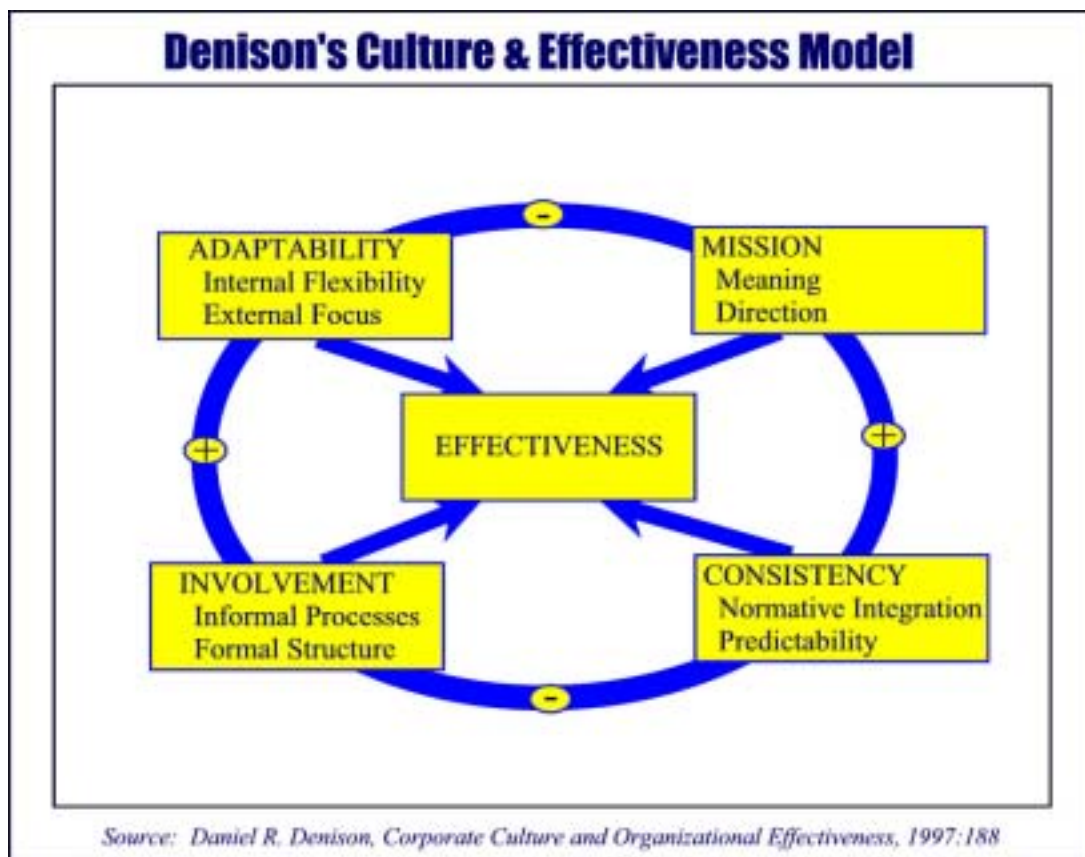 Denison's Culture & Effectiveness Model
-
ADAPTABILITY
Internal Flexibility
External Focus
MISSION
Meaning
Direction
+
EFFECTIVENESS
+
INVOLVEMENT
Informal Processes
Formal Structure
CONSISTENCY
Normative Integration
Predictability
-
Source: Daniel R. Denison, Corporate Culture and Organizational Effectiveness, 1997:188